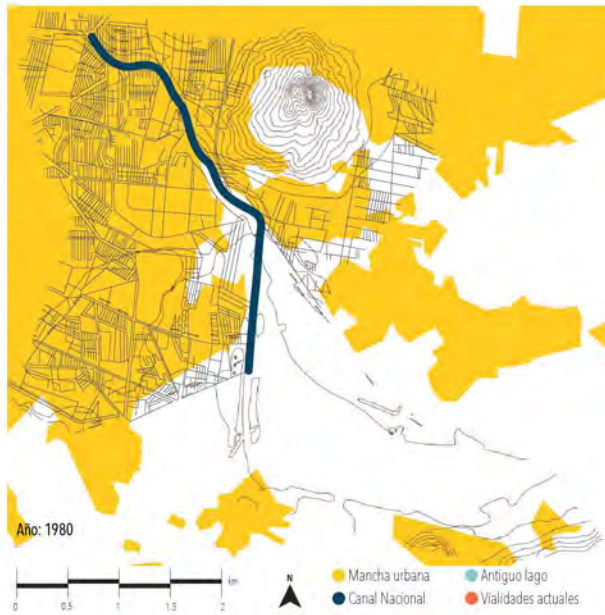 Año: 1980
km
0 0.5 1 1.5 2
N
Mancha urbana
Antiguo lago
Canal Nacional
Vialidades actuales